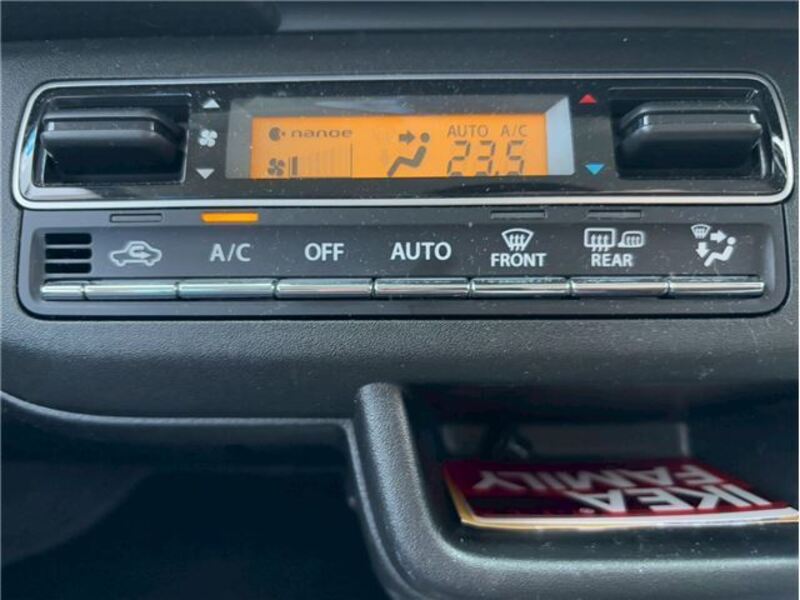 nanoe
AUTO A/C
23.5
A/C OFF AUTO FRONT REAR
IKEA
FAMILY